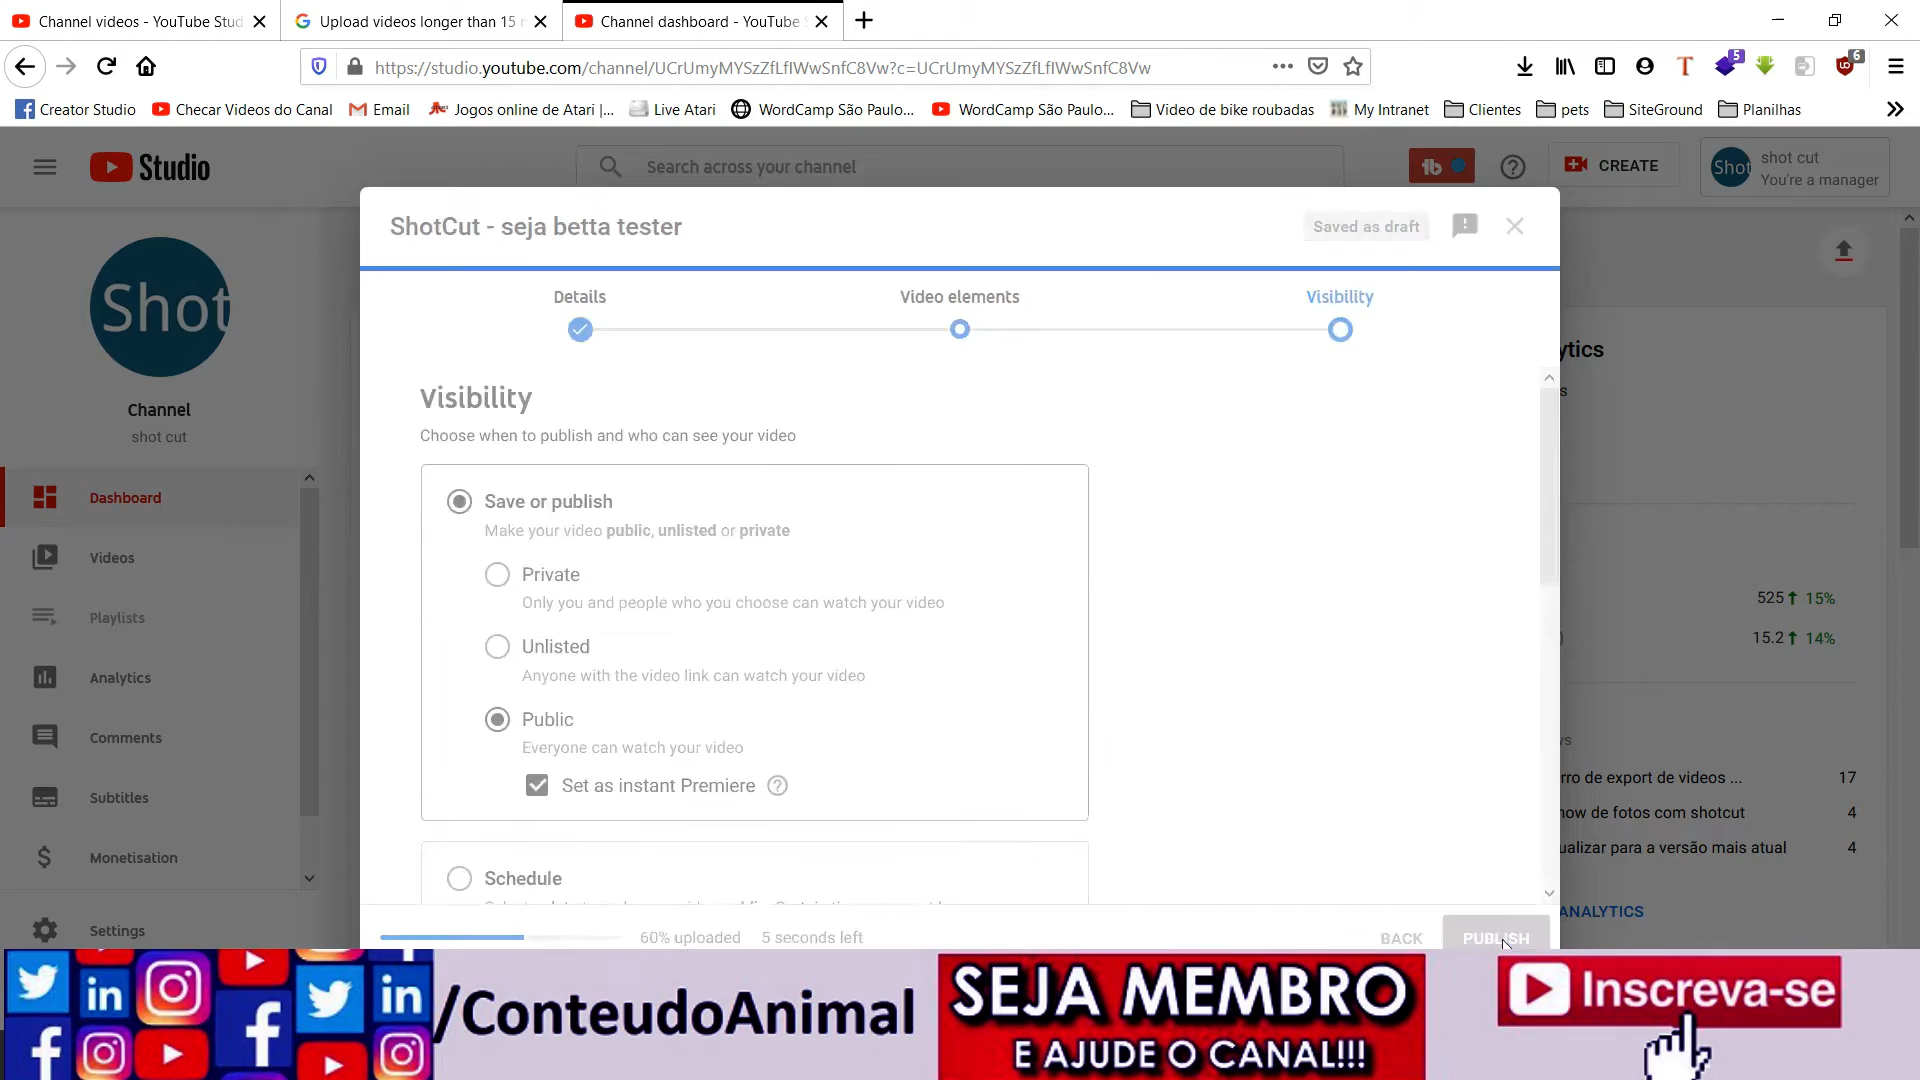 Channel videos - YouTube Stud
Upload videos longer than 15 m
Channel dashboard - YouTube S
https://studio.youtube.com/channel/UCrUmyMYSzZfLfIWwSnfC8Vw?c=UCrUmyMYSzZfLfIWwSnfC8Vw
5
6
Creator Studio
Checar Videos do Canal
Email
Jogos online de Atari |...
Live Atari
WordCamp São Paulo...
WordCamp São Paulo...
Video de bike roubadas
My Intranet
Clientes
pets
SiteGround
Planilhas
Studio
Search across your channel
tb
CREATE
Shot
shot cut
You're a manager
ShotCut - seja betta tester
Saved as draft
Details
Video elements
Visibility
Shot
Channel
shot cut
Dashboard
Videos
Playlists
Analytics
Comments
Subtitles
Monetisation
Settings
Visibility
Choose when to publish and who can see your video
Save or publish
Make your video public, unlisted or private
Private
Only you and people who you choose can watch your video
Unlisted
Anyone with the video link can watch your video
Public
Everyone can watch your video
Set as instant Premiere
Schedule
60% uploaded
5 seconds left
BACK
PUBLISH
ytics
s
525 15%
15.2 14%
ws
rro de export de videos ... 17
how de fotos com shotcut 4
ualizar para a versão mais atual 4
ANALYTICS
/ConteudoAnimal
SEJA MEMBRO
E AJUDE O CANAL!!!
Inscreva-se